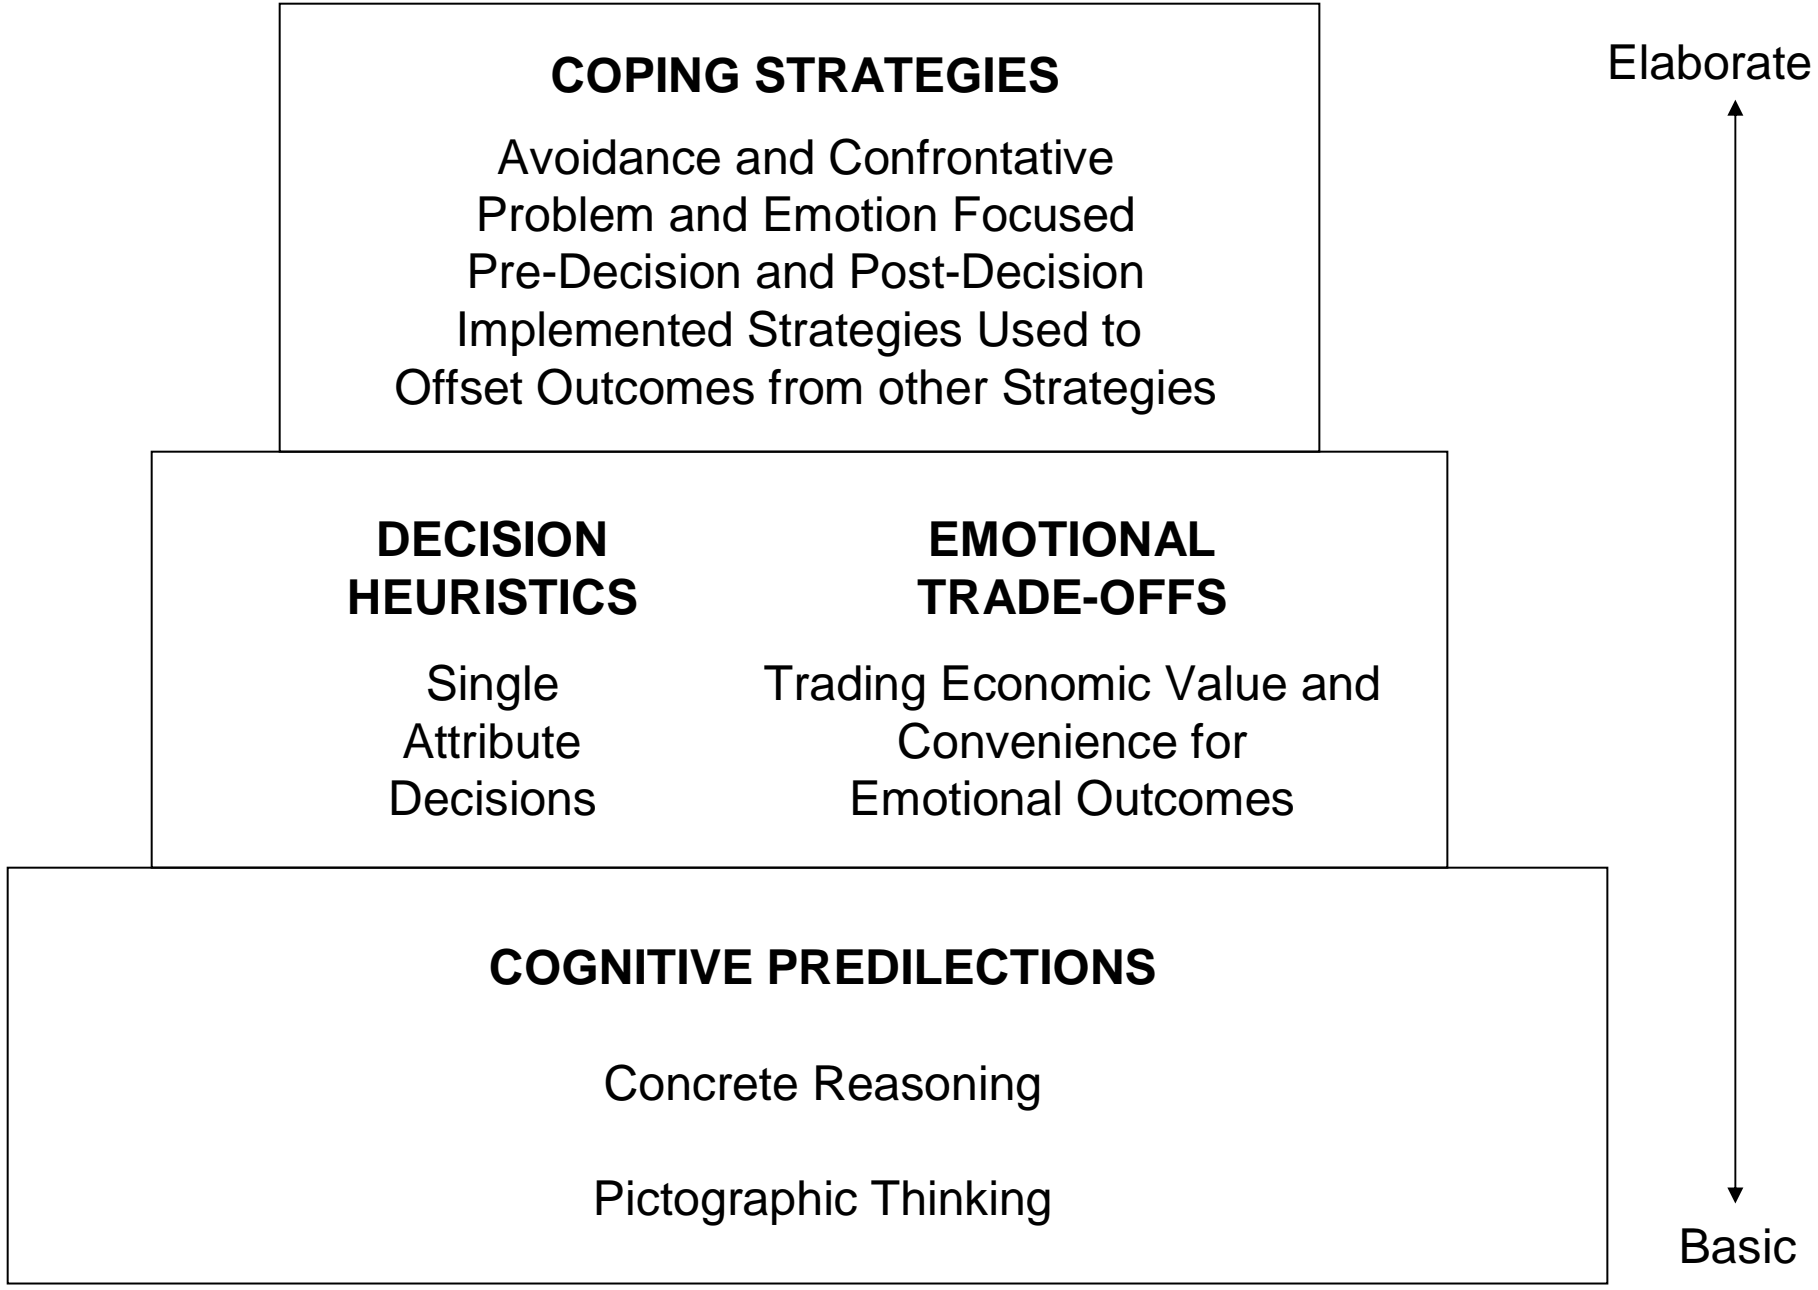 COPING STRATEGIES
Avoidance and Confrontative
Problem and Emotion Focused
Pre-Decision and Post-Decision
Implemented Strategies Used to
Offset Outcomes from other Strategies
DECISION
HEURISTICS
Single
Attribute
Decisions
EMOTIONAL
TRADE-OFFS
Trading Economic Value and
Convenience for
Emotional Outcomes
COGNITIVE PREDILECTIONS
Concrete Reasoning
Pictographic Thinking
Elaborate
Basic